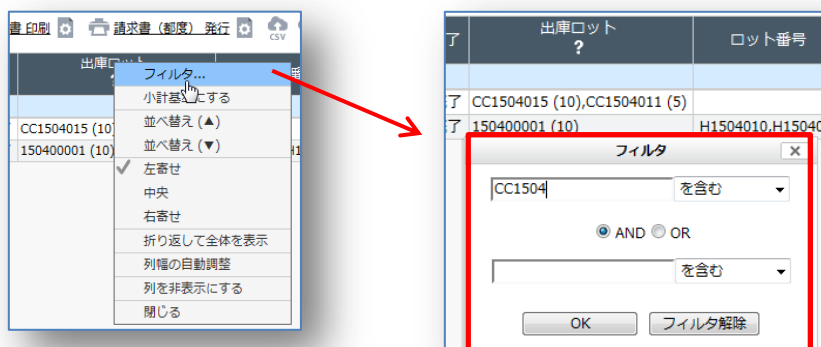 書 印刷 請求書（都度） 発行 CSV
出庫ロット
フィルタ...
小計基準にする
CC1504015 (10)
並べ替え (▲)
150400001 (10)
並べ替え (▼)
左寄せ
中央
右寄せ
折り返して全体を表示
列幅の自動調整
列を非表示にする
閉じる
了 出庫ロット ロット番号
?
了 CC1504015 (10),CC1504011 (5)
了 150400001 (10) H1504010,H15040
フィルタ ×
CC1504 を含む
AND OR
を含む
OK フィルタ解除